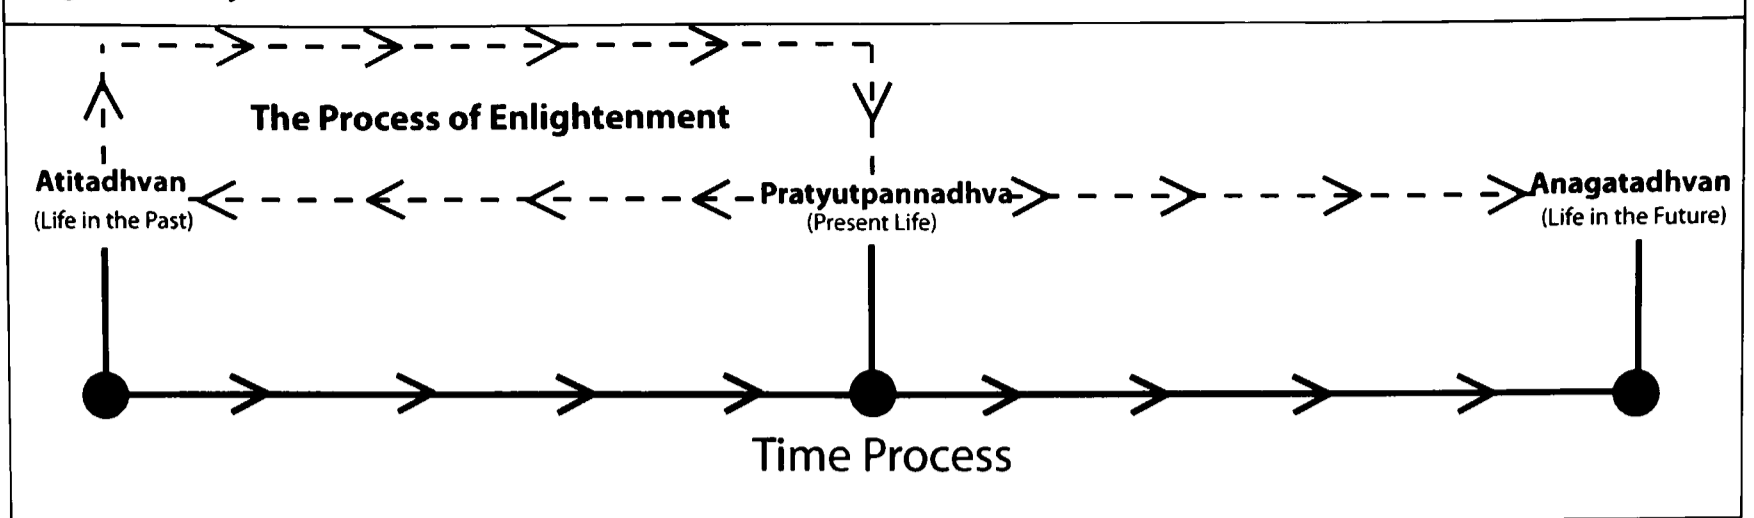 The Process of Enlightenment
Atitadhvan
(Life in the Past)
Pratyutpannadhva
(Present Life)
Anagatadhvan
(Life in the Future)
Time Process